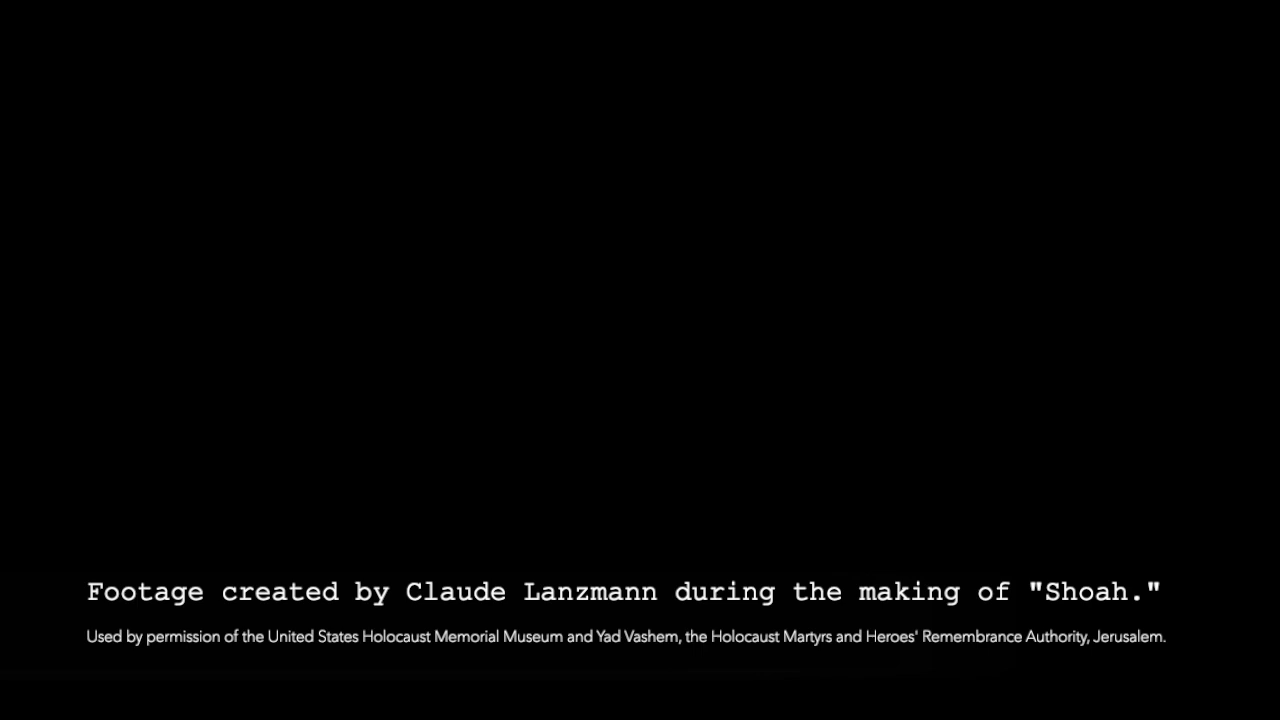 Footage created by Claude Lanzmann during the making of "Shoah."
Used by permission of the United States Holocaust Memorial Museum and Yad Vashem, the Holocaust Martyrs and Heroes' Remembrance Authority, Jerusalem.